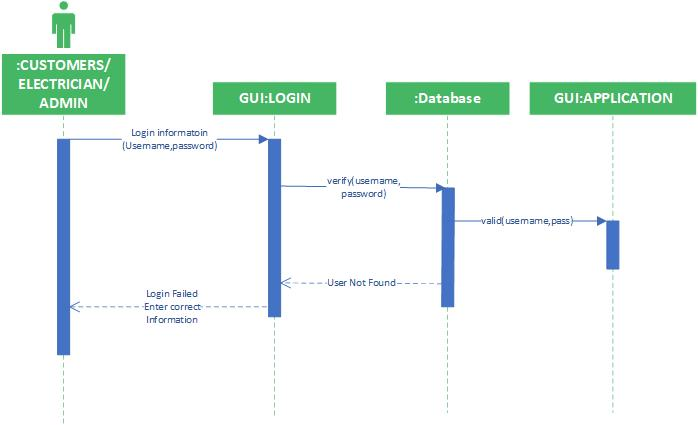 :CUSTOMERS/
ELECTRICIAN/
ADMIN
GUI:LOGIN
:Database
GUI:APPLICATION
Login informatoin
(Username,password)
verify(username,
password)
valid(username,pass)
User Not Found
Login Failed
Enter correct
Information